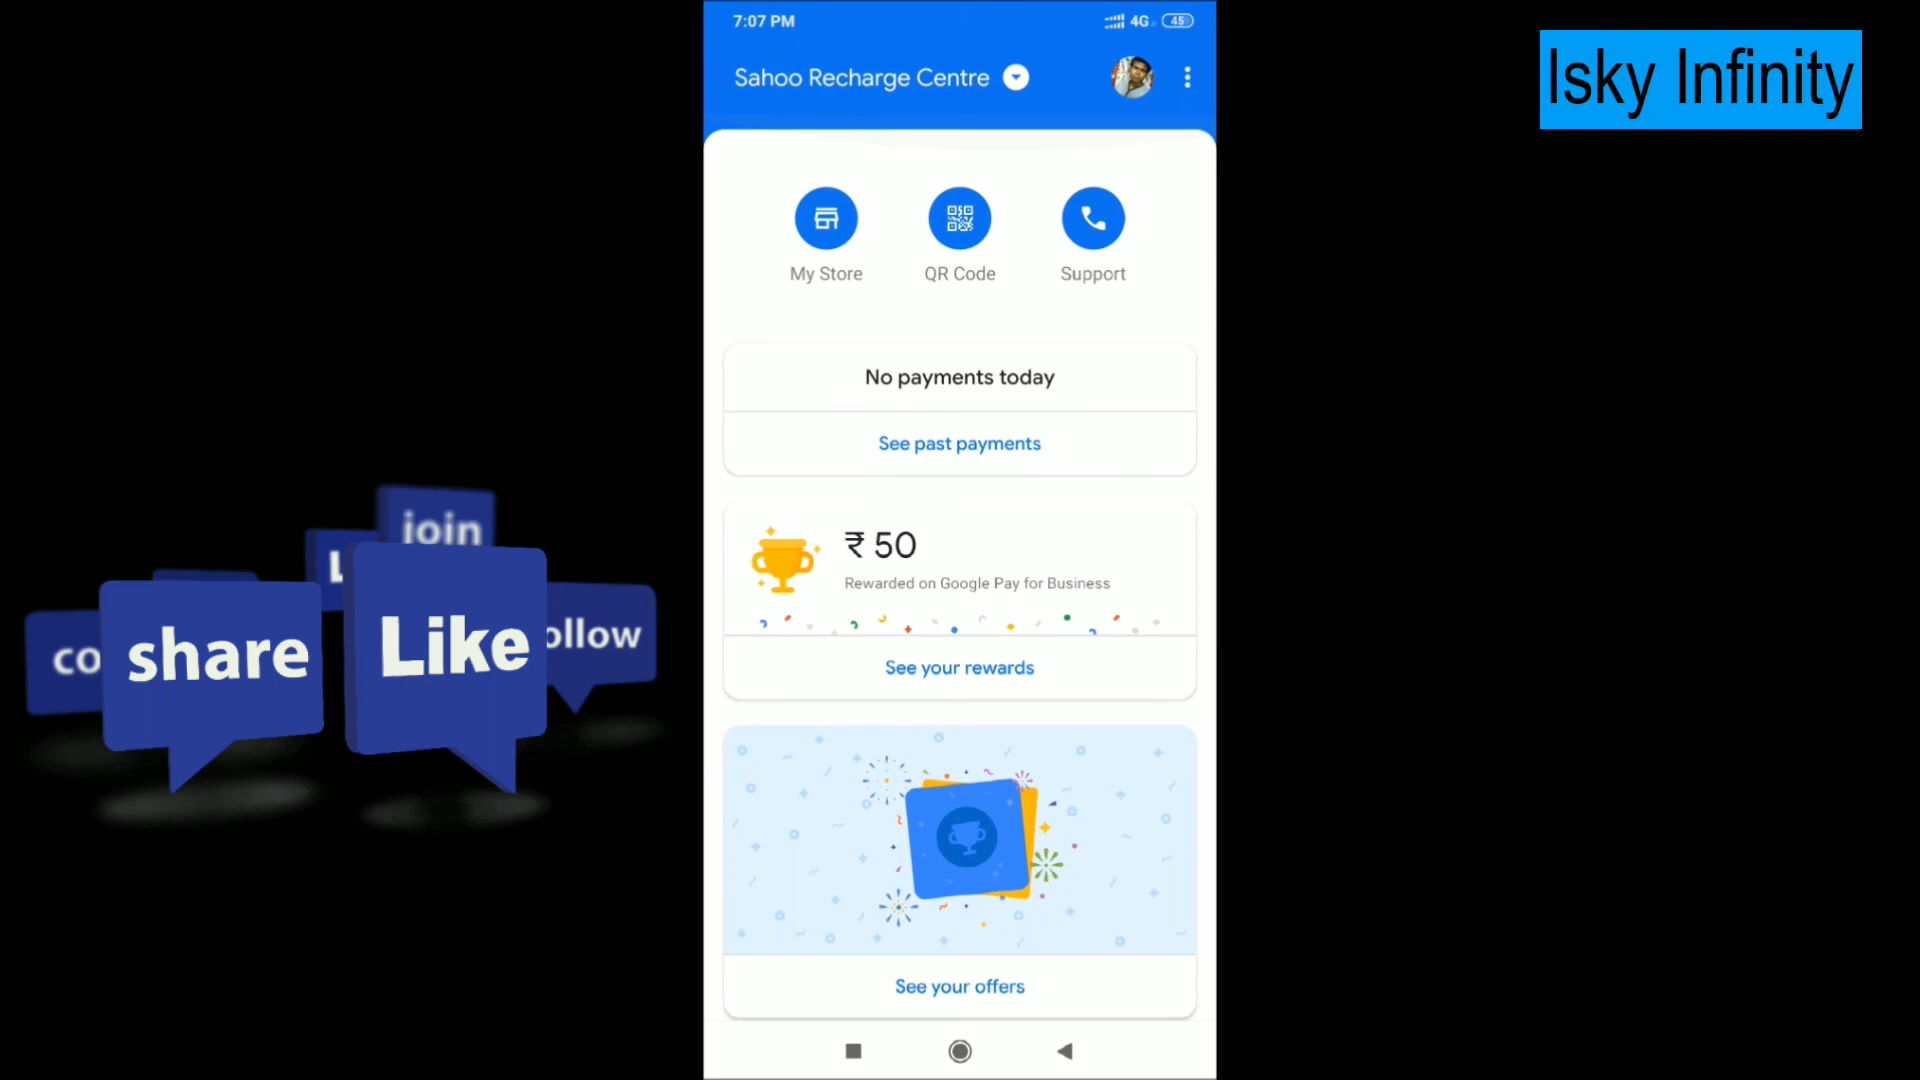 7:07 PM
4G
45
Sahoo Recharge Centre
Isky Infinity
My Store
QR Code
Support
No payments today
See past payments
₹ 50
Rewarded on Google Pay for Business
See your rewards
See your offers
join
L
co
share
Like
ollow